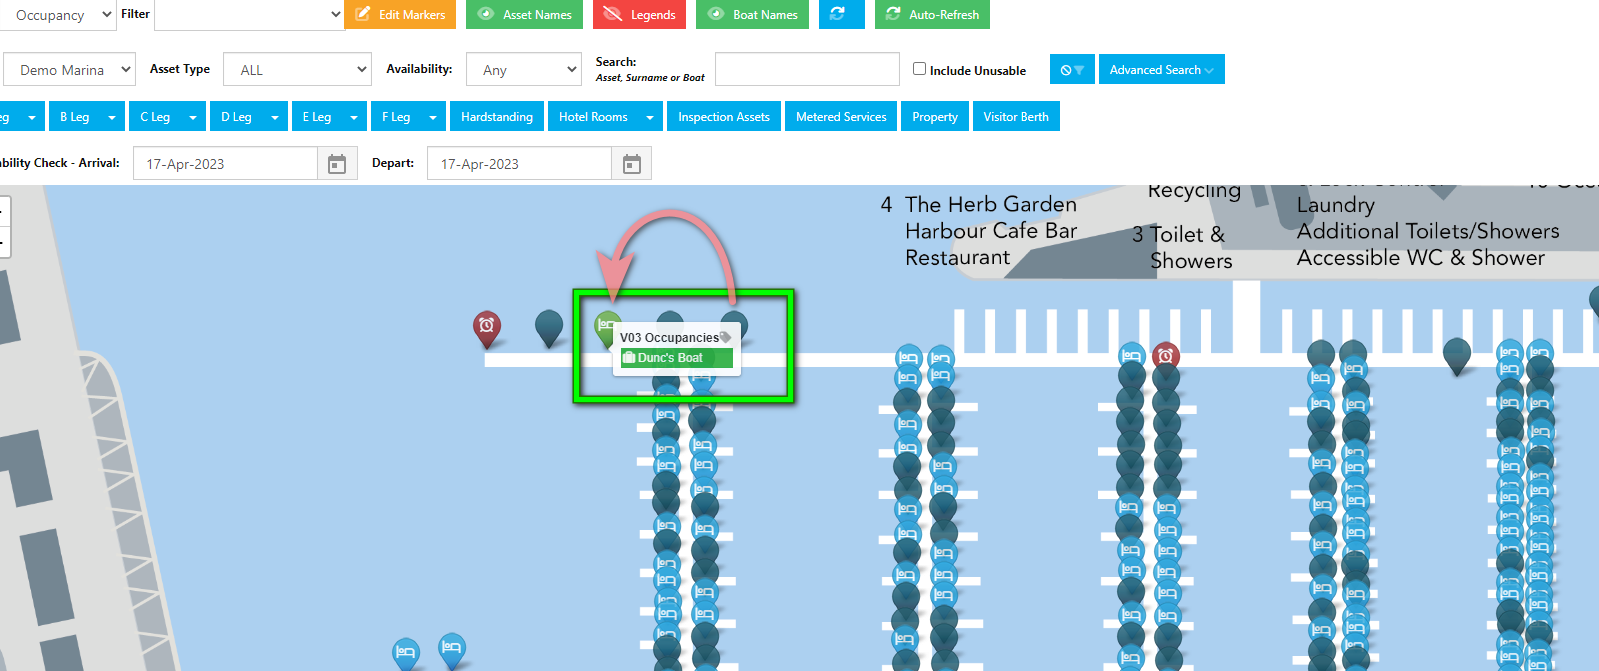 Occupancy Filter Edit Markers Asset Names Legends Boat Names Auto-Refresh
Demo Marina Asset Type ALL Availability: Any Search: Include Unusable Advanced Search
Asset, Surname or Boat
B Leg C Leg D Leg E Leg F Leg Hardstanding Hotel Rooms Inspection Assets Metered Services Property Visitor Berth
Arrival: 17-Apr-2023 Depart: 17-Apr-2023
Recycling
4 The Herb Garden
Harbour Cafe Bar
Restaurant
3 Toilet &
Showers
Laundry
Additional Toilets/Showers
Accessible WC & Shower
V03 Occupancies
Dunc's Boat